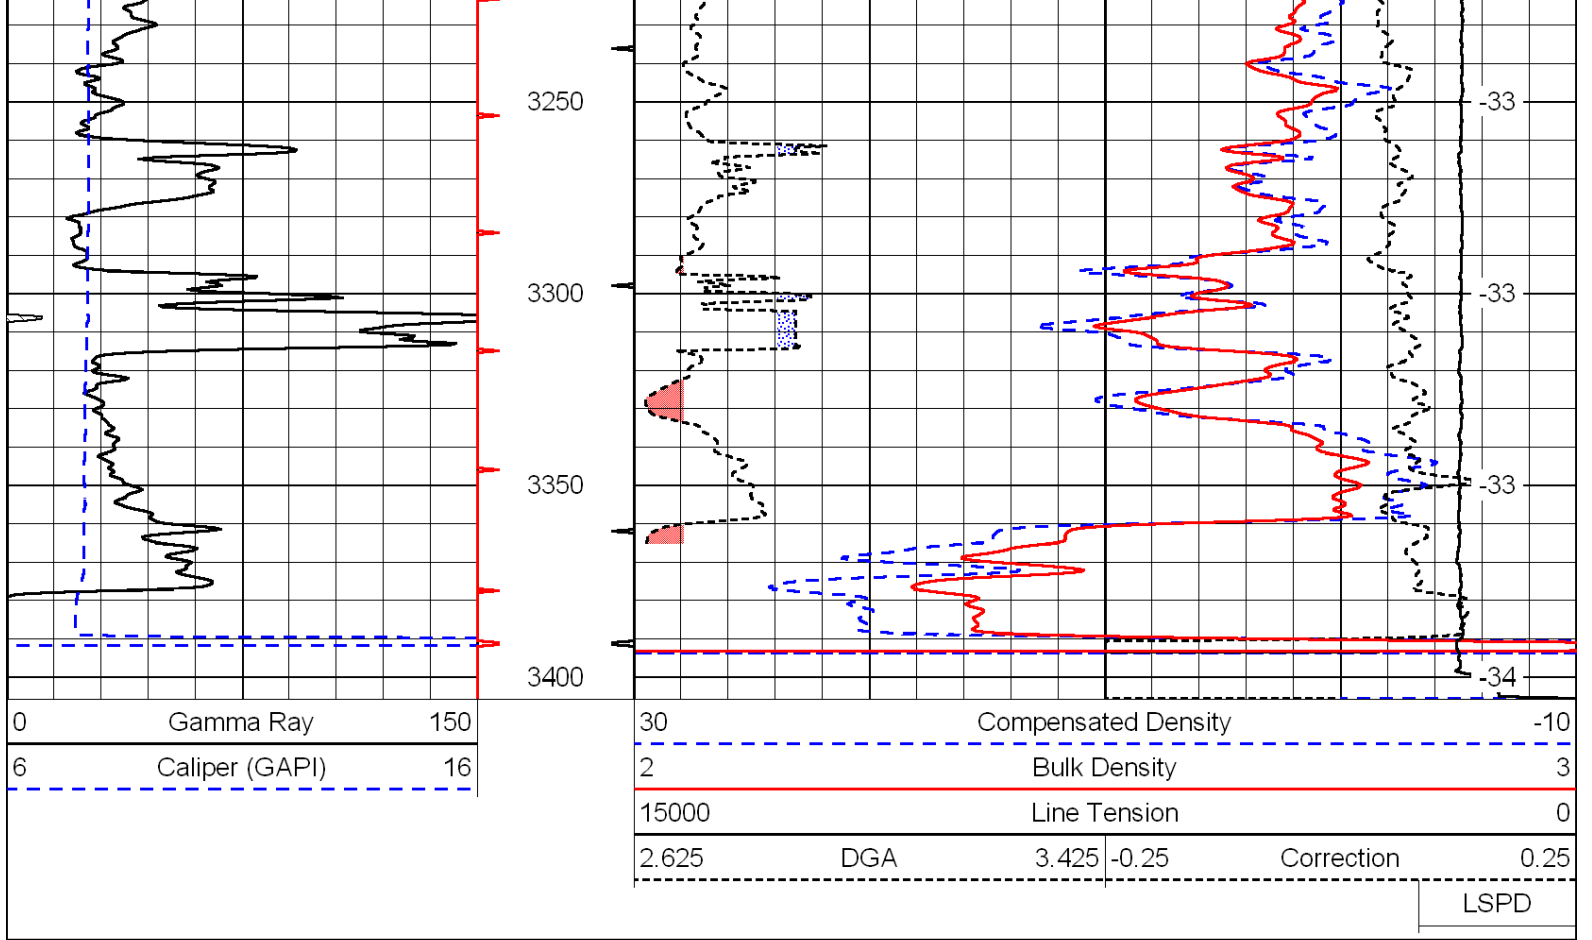 3250 -33
3300 -33
3350 -33
3400 -34
0 Gamma Ray 150
6 Caliper (GAPI) 16
30 Compensated Density -10
2 Bulk Density 3
15000 Line Tension 0
2.625 DGA 3.425 -0.25 Correction 0.25
LSPD